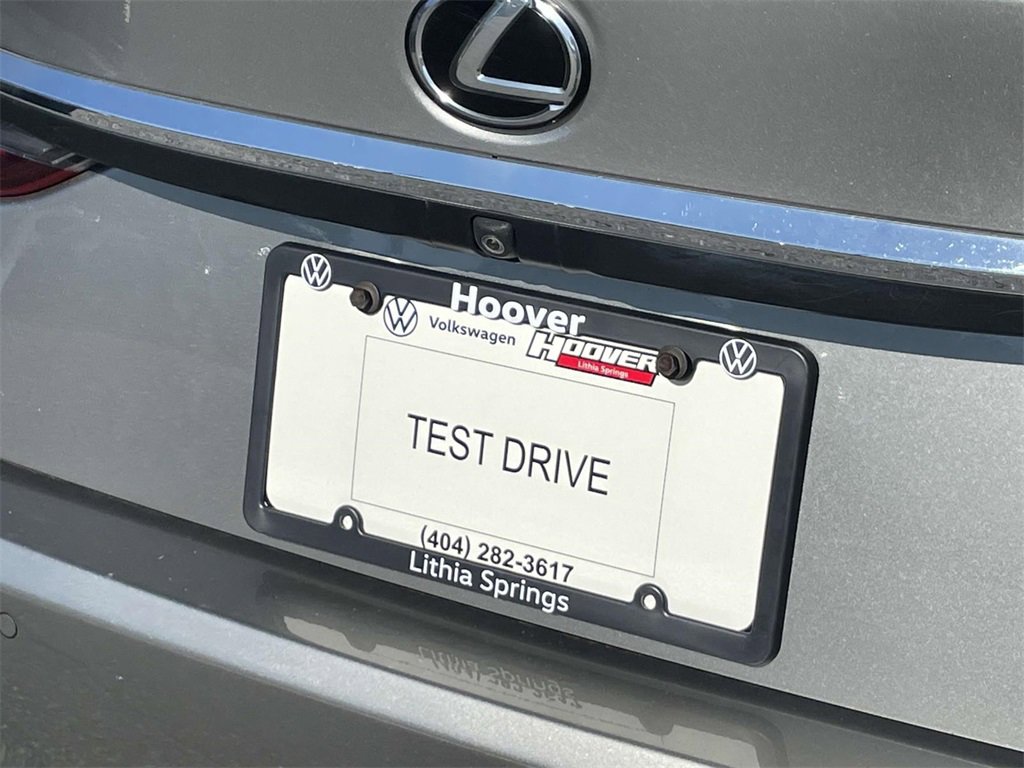 Hoover
Volkswagen
HOOVER
Lithia Springs
TEST DRIVE
(404) 282-3617
Lithia Springs